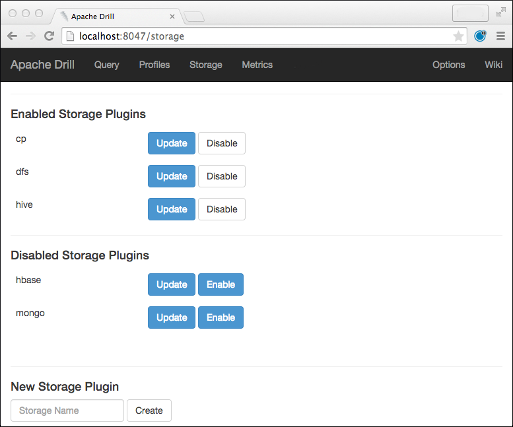 Apache Drill
localhost:8047/storage
Apache Drill Query Profiles Storage Metrics Options Wiki
Enabled Storage Plugins
cp Update Disable
dfs Update Disable
hive Update Disable
Disabled Storage Plugins
hbase Update Enable
mongo Update Enable
New Storage Plugin
Storage Name Create